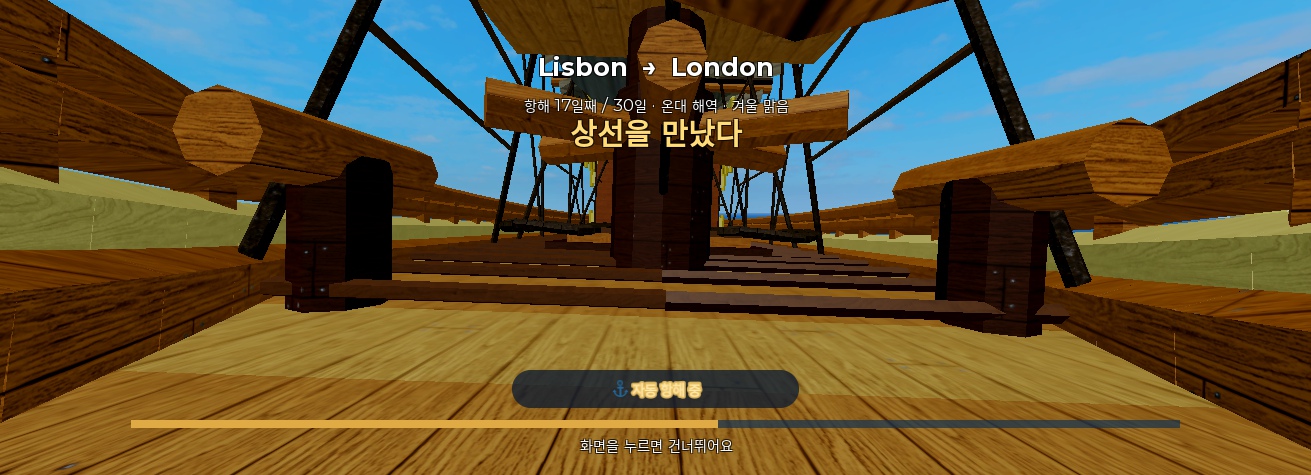 Lisbon → London
항해 17일째 / 30일 · 온대 해역 · 겨울 맑음
상선을 만났다
⚓ 자동 항해 중
화면을 누르면 건너뛰어요